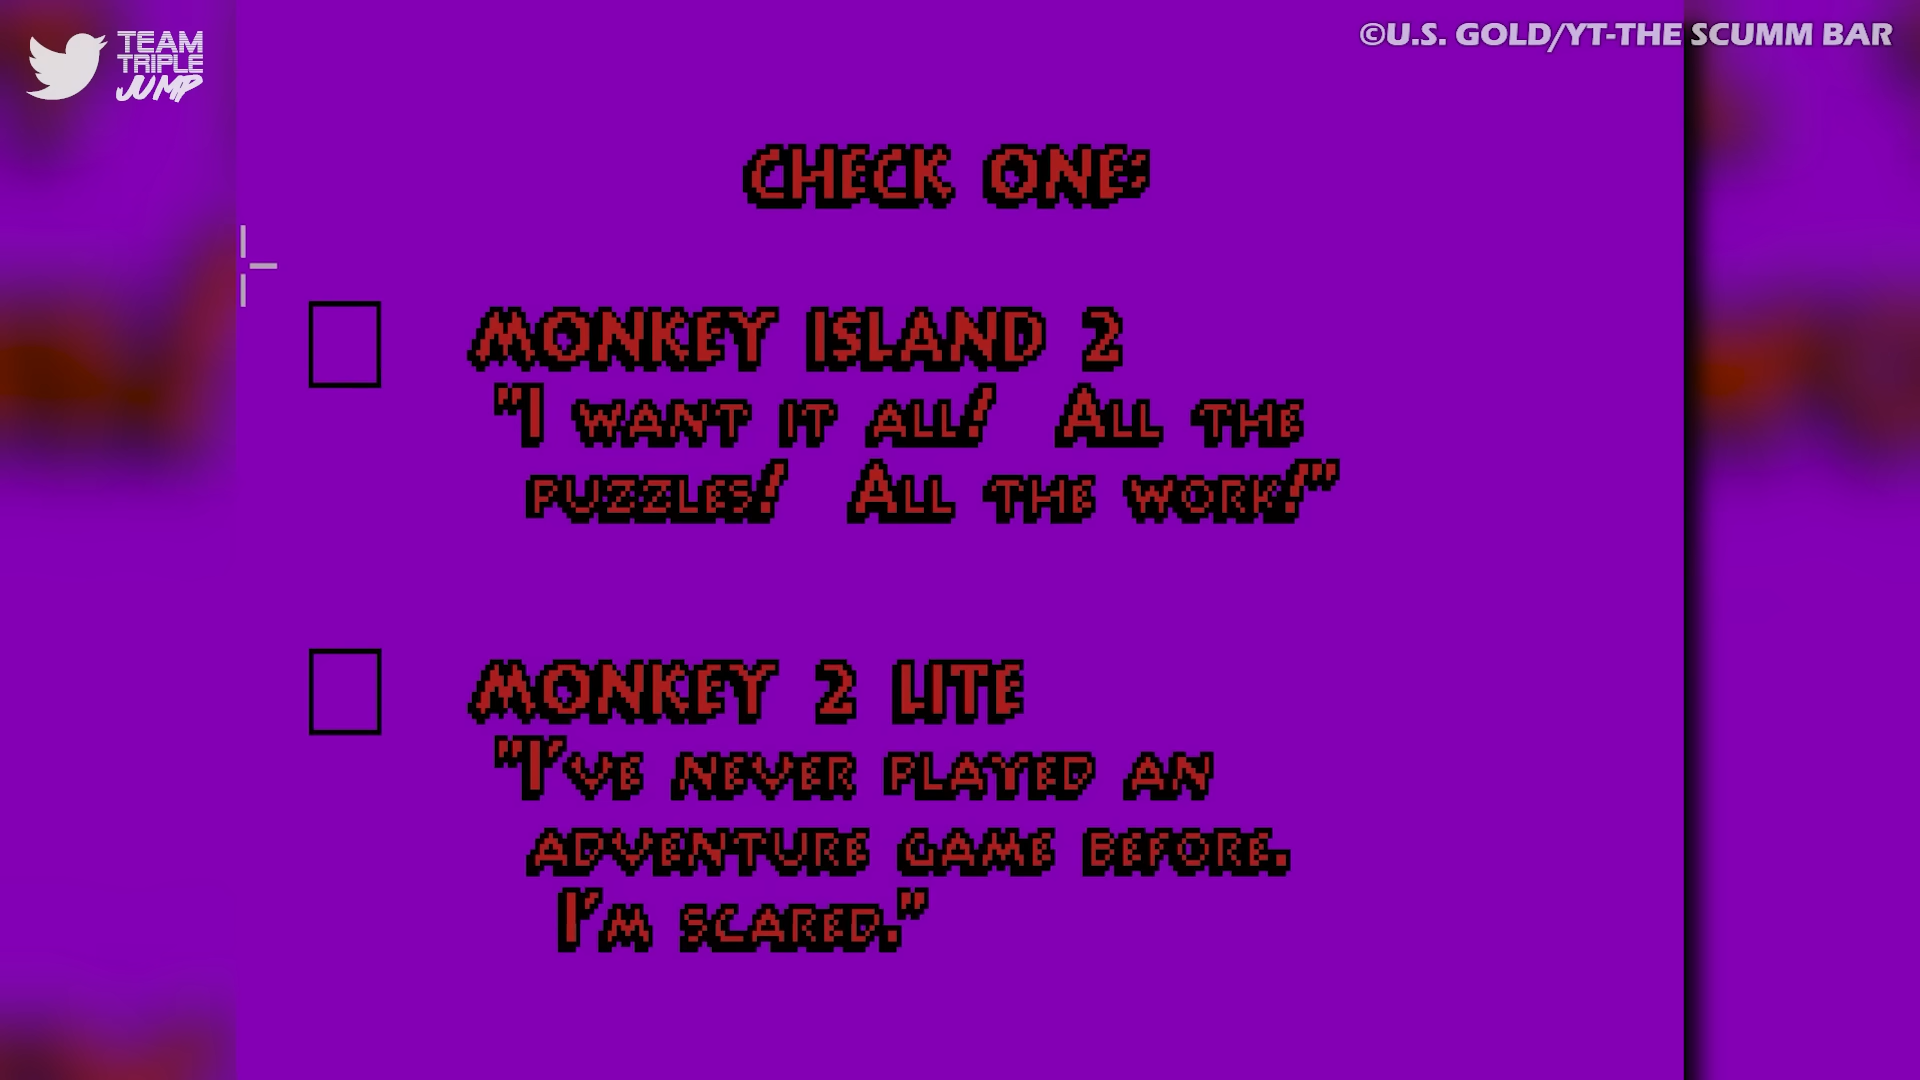 TEAM
TRIPLE
JUMP
©U.S. GOLD/YT-THE SCUMM BAR
CHECK ONE:
MONKEY ISLAND 2
"I WANT IT ALL!  ALL THE
PUZZLES!  ALL THE WORK!"
MONKEY 2 LITE
"I'VE NEVER PLAYED AN
ADVENTURE GAME BEFORE.
I'M SCARED."